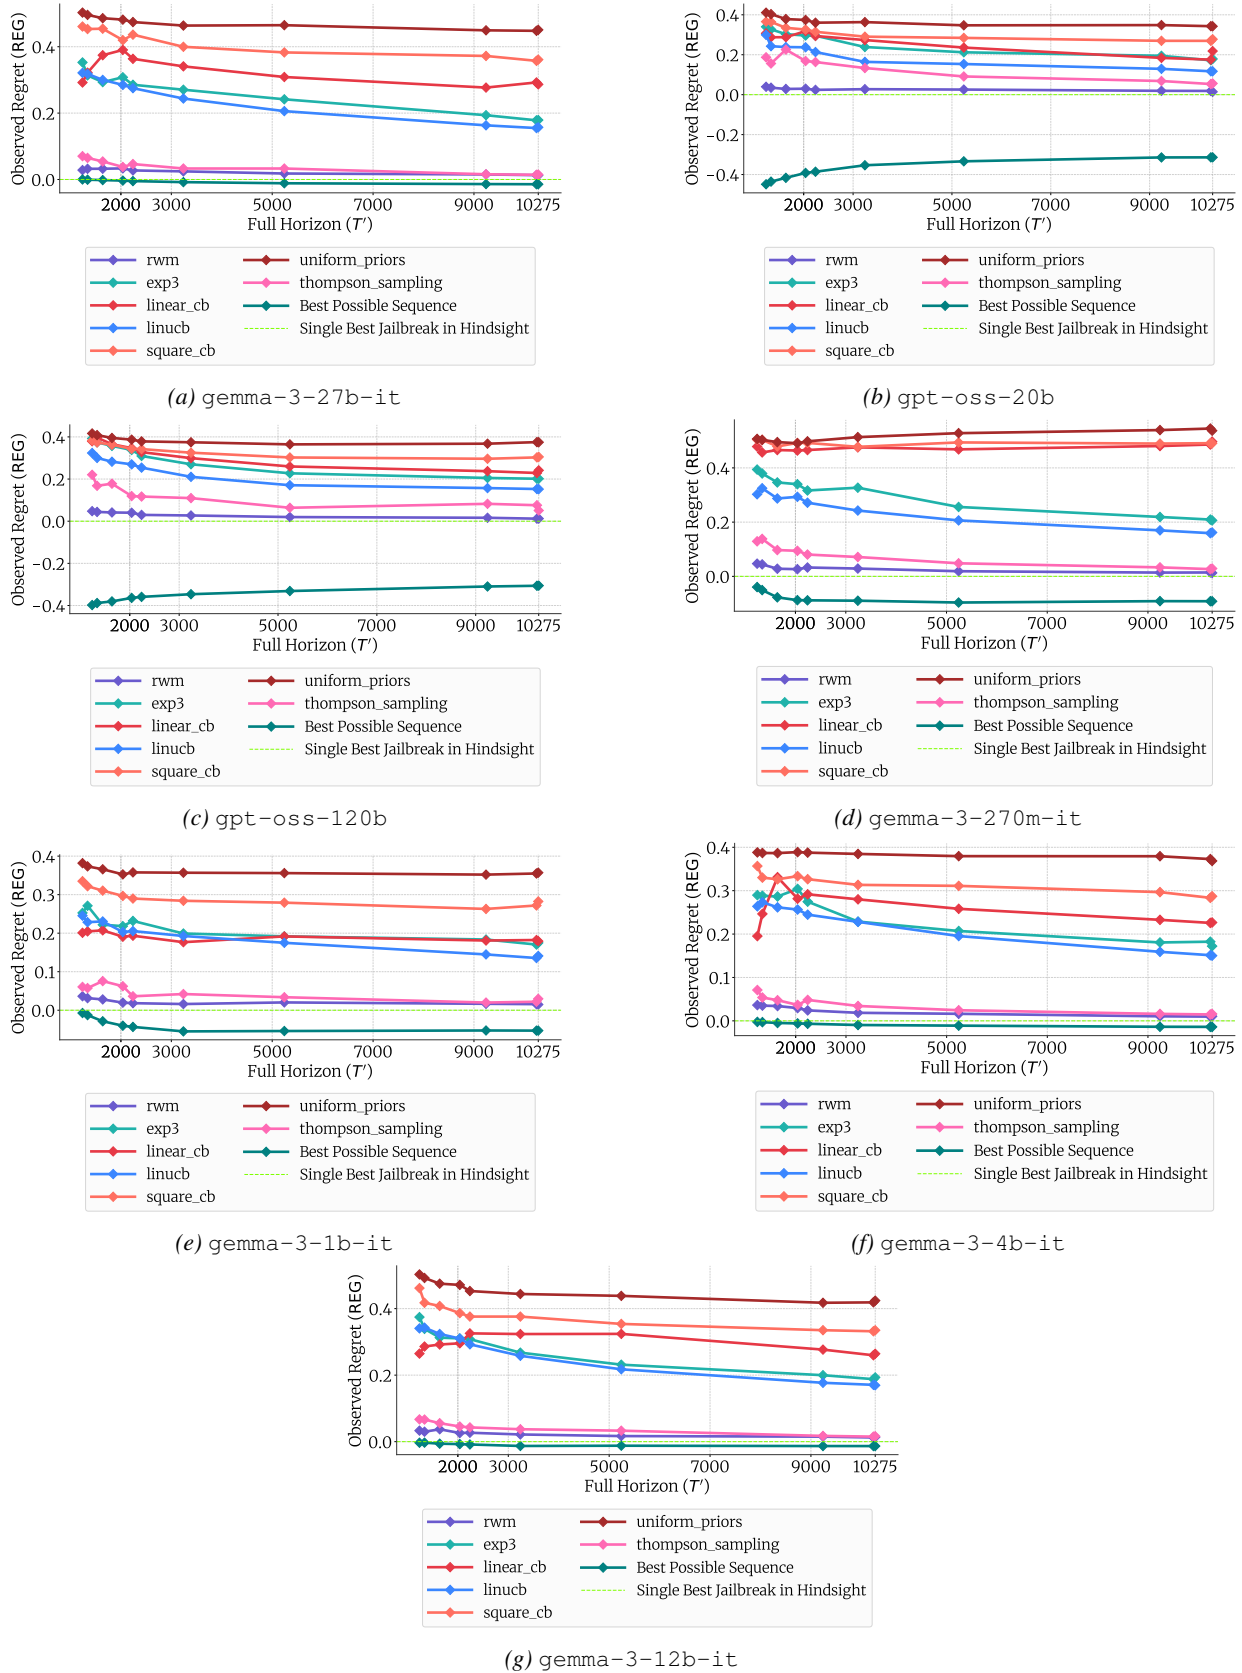 Observed Regret (REG)
0.4
0.2
0.0
2000 3000 5000 7000 9000 10275
Full Horizon (T′)
rwm
exp3
linear_cb
linucb
square_cb
uniform_priors
thompson_sampling
Best Possible Sequence
Single Best Jailbreak in Hindsight
(a) gemma-3-27b-it
Observed Regret (REG)
0.4
0.2
0.0
−0.2
−0.4
2000 3000 5000 7000 9000 10275
Full Horizon (T′)
rwm
exp3
linear_cb
linucb
square_cb
uniform_priors
thompson_sampling
Best Possible Sequence
Single Best Jailbreak in Hindsight
(b) gpt-oss-20b
Observed Regret (REG)
0.4
0.2
0.0
−0.2
−0.4
2000 3000 5000 7000 9000 10275
Full Horizon (T′)
rwm
exp3
linear_cb
linucb
square_cb
uniform_priors
thompson_sampling
Best Possible Sequence
Single Best Jailbreak in Hindsight
(c) gpt-oss-120b
Observed Regret (REG)
0.4
0.2
0.0
2000 3000 5000 7000 9000 10275
Full Horizon (T′)
rwm
exp3
linear_cb
linucb
square_cb
uniform_priors
thompson_sampling
Best Possible Sequence
Single Best Jailbreak in Hindsight
(d) gemma-3-270m-it
Observed Regret (REG)
0.4
0.3
0.2
0.1
0.0
2000 3000 5000 7000 9000 10275
Full Horizon (T′)
rwm
exp3
linear_cb
linucb
square_cb
uniform_priors
thompson_sampling
Best Possible Sequence
Single Best Jailbreak in Hindsight
(e) gemma-3-1b-it
Observed Regret (REG)
0.4
0.3
0.2
0.1
0.0
2000 3000 5000 7000 9000 10275
Full Horizon (T′)
rwm
exp3
linear_cb
linucb
square_cb
uniform_priors
thompson_sampling
Best Possible Sequence
Single Best Jailbreak in Hindsight
(f) gemma-3-4b-it
Observed Regret (REG)
0.4
0.2
0.0
2000 3000 5000 7000 9000 10275
Full Horizon (T′)
rwm
exp3
linear_cb
linucb
square_cb
uniform_priors
thompson_sampling
Best Possible Sequence
Single Best Jailbreak in Hindsight
(g) gemma-3-12b-it